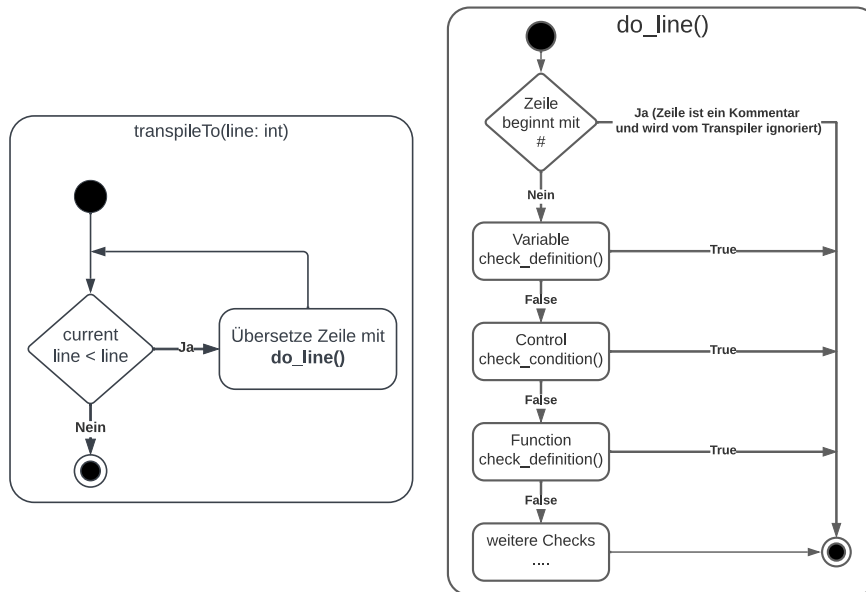 transpileTo(line: int)
current
line < line
Ja
Übersetze Zeile mit
do_line()
Nein
do_line()
Zeile
beginnt mit
#
Ja (Zeile ist ein Kommentar
und wird vom Transpiler ignoriert)
Nein
Variable
check_definition()
True
False
Control
check_condition()
True
False
Function
check_definition()
True
False
weitere Checks
....